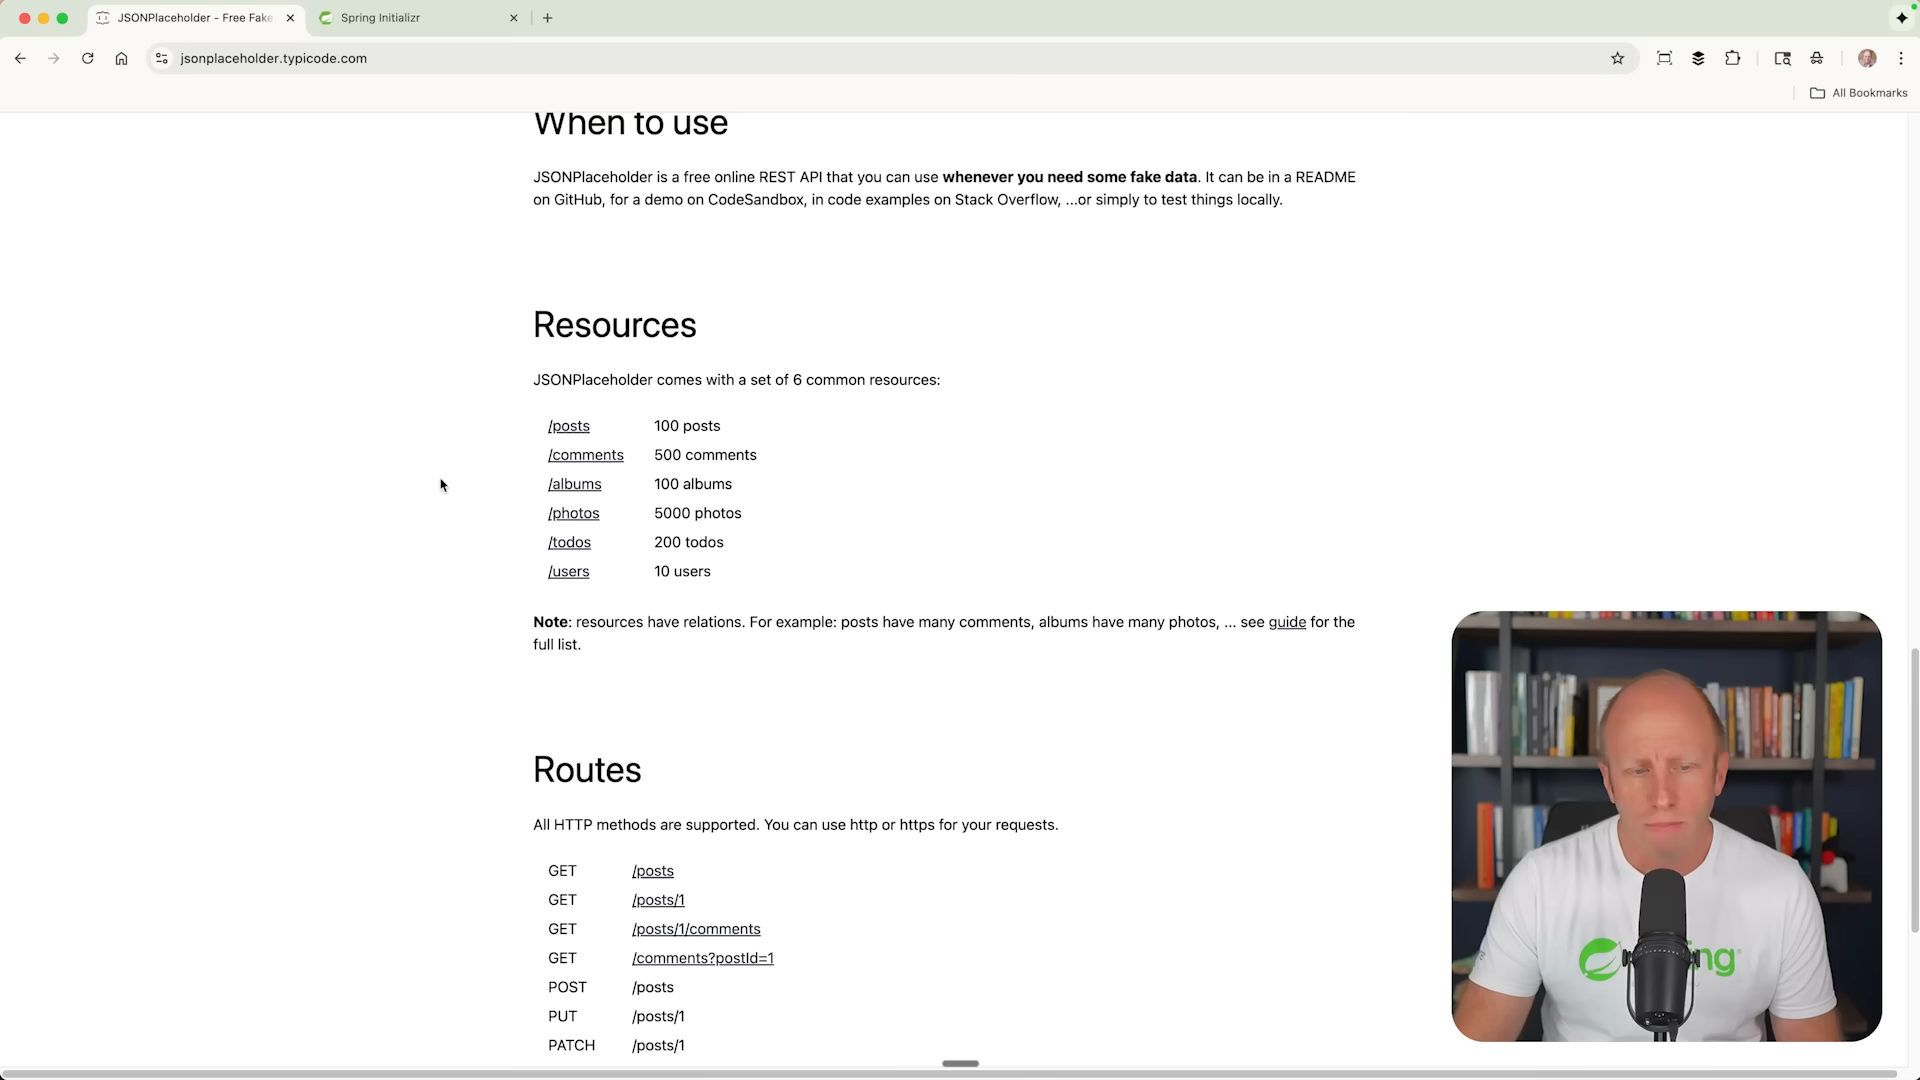 JSONPlaceholder - Free Fake
Spring Initializr
jsonplaceholder.typicode.com
All Bookmarks
When to use
JSONPlaceholder is a free online REST API that you can use whenever you need some fake data. It can be in a README
on GitHub, for a demo on CodeSandbox, in code examples on Stack Overflow, ...or simply to test things locally.
Resources
JSONPlaceholder comes with a set of 6 common resources:
/posts 100 posts
/comments 500 comments
/albums 100 albums
/photos 5000 photos
/todos 200 todos
/users 10 users
Note: resources have relations. For example: posts have many comments, albums have many photos, ... see guide for the
full list.
Routes
All HTTP methods are supported. You can use http or https for your requests.
GET /posts
GET /posts/1
GET /posts/1/comments
GET /comments?postId=1
POST /posts
PUT /posts/1
PATCH /posts/1